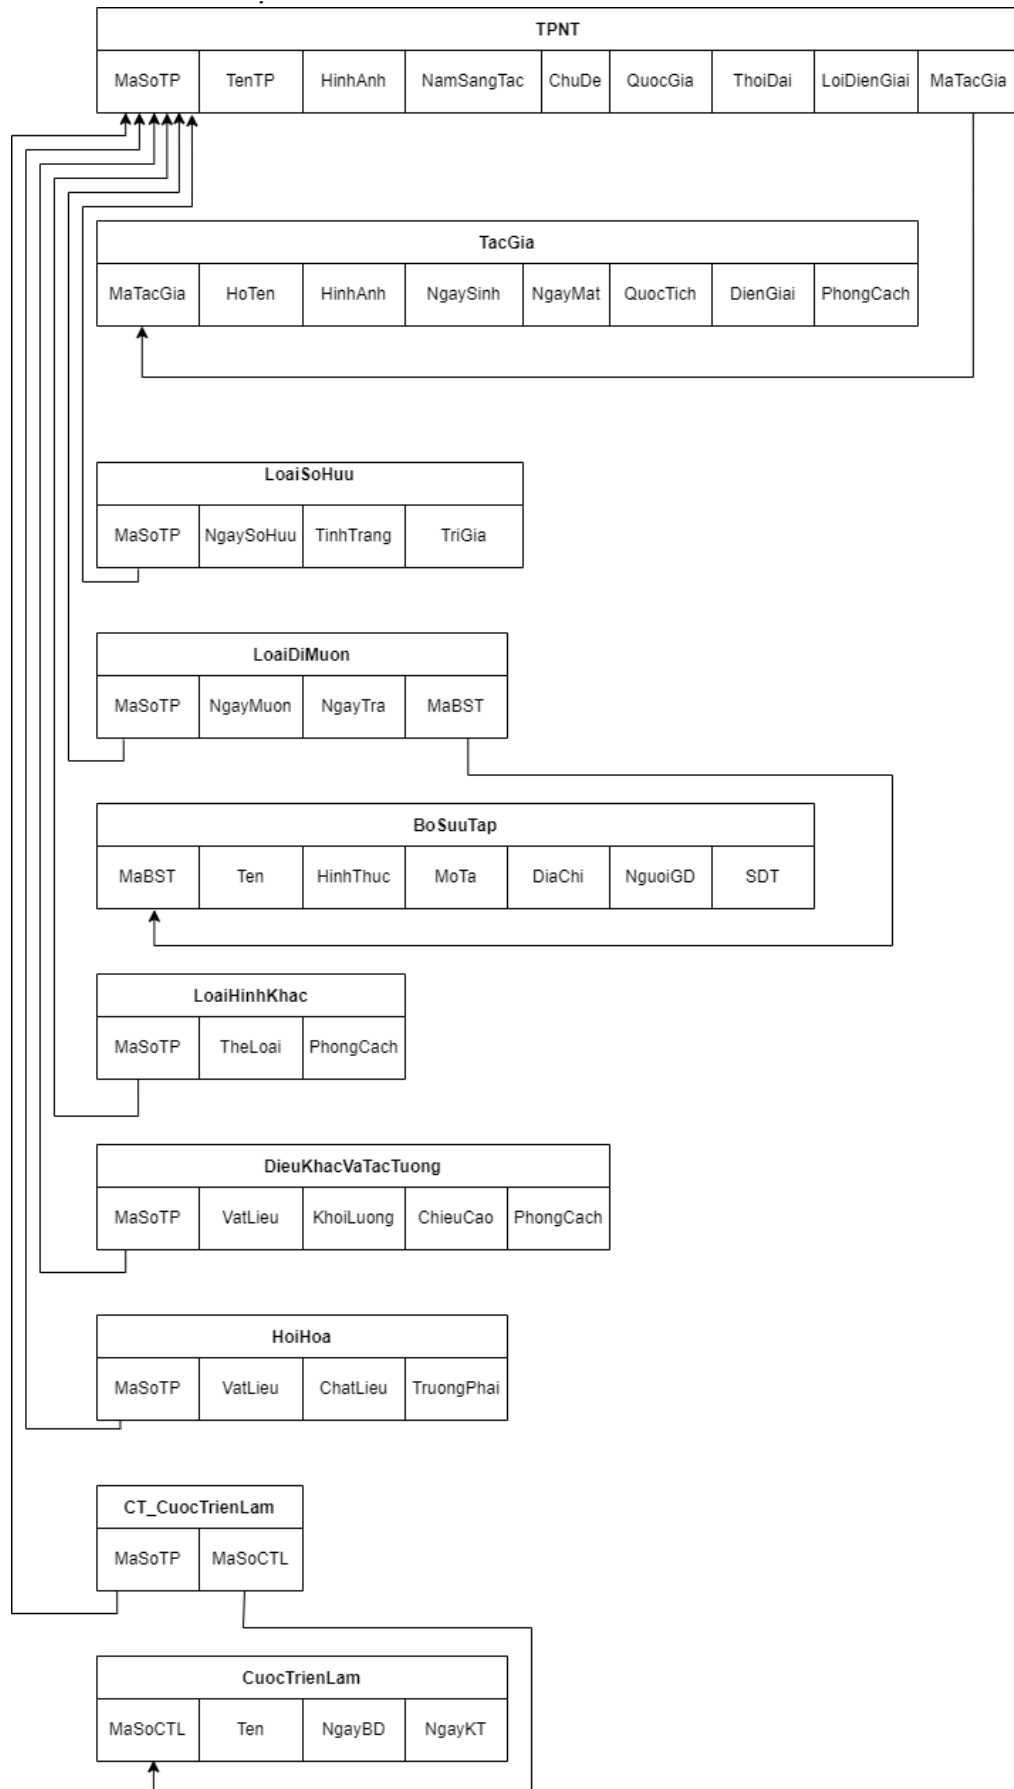 TPNT
MaSoTP TenTP HinhAnh NamSangTac ChuDe QuocGia ThoiDai LoiDienGiai MaTacGia
TacGia
MaTacGia HoTen HinhAnh NgaySinh NgayMat QuocTich DienGiai PhongCach
LoaiSoHuu
MaSoTP NgaySoHuu TinhTrang TriGia
LoaiDiMuon
MaSoTP NgayMuon NgayTra MaBST
BoSuuTap
MaBST Ten HinhThuc MoTa DiaChi NguoiGD SDT
LoaiHinhKhac
MaSoTP TheLoai PhongCach
DieuKhacVaTacTuong
MaSoTP VatLieu KhoiLuong ChieuCao PhongCach
HoiHoa
MaSoTP VatLieu ChatLieu TruongPhai
CT_CuocTrienLam
MaSoTP MaSoCTL
CuocTrienLam
MaSoCTL Ten NgayBD NgayKT